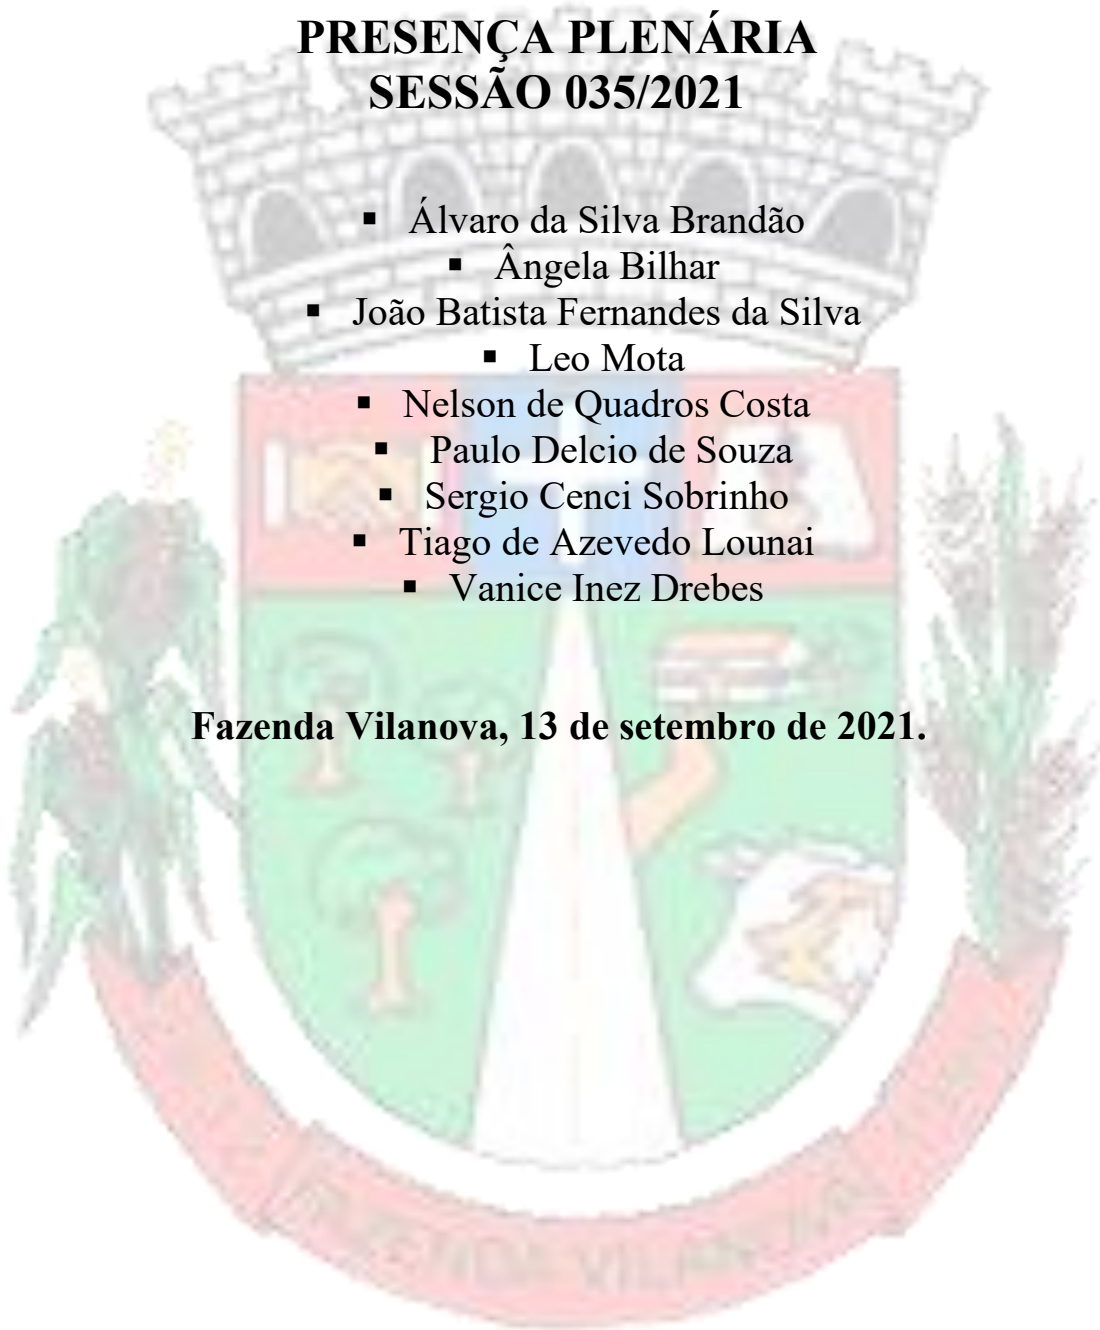 PRESENÇA PLENÁRIA
SESSÃO 035/2021
▪ Álvaro da Silva Brandão
▪ Ângela Bilhar
▪ João Batista Fernandes da Silva
▪ Leo Mota
▪ Nelson de Quadros Costa
▪ Paulo Delcio de Souza
▪ Sergio Cenci Sobrinho
▪ Tiago de Azevedo Lounai
▪ Vanice Inez Drebes
Fazenda Vilanova, 13 de setembro de 2021.
FAZENDA VILANOVA